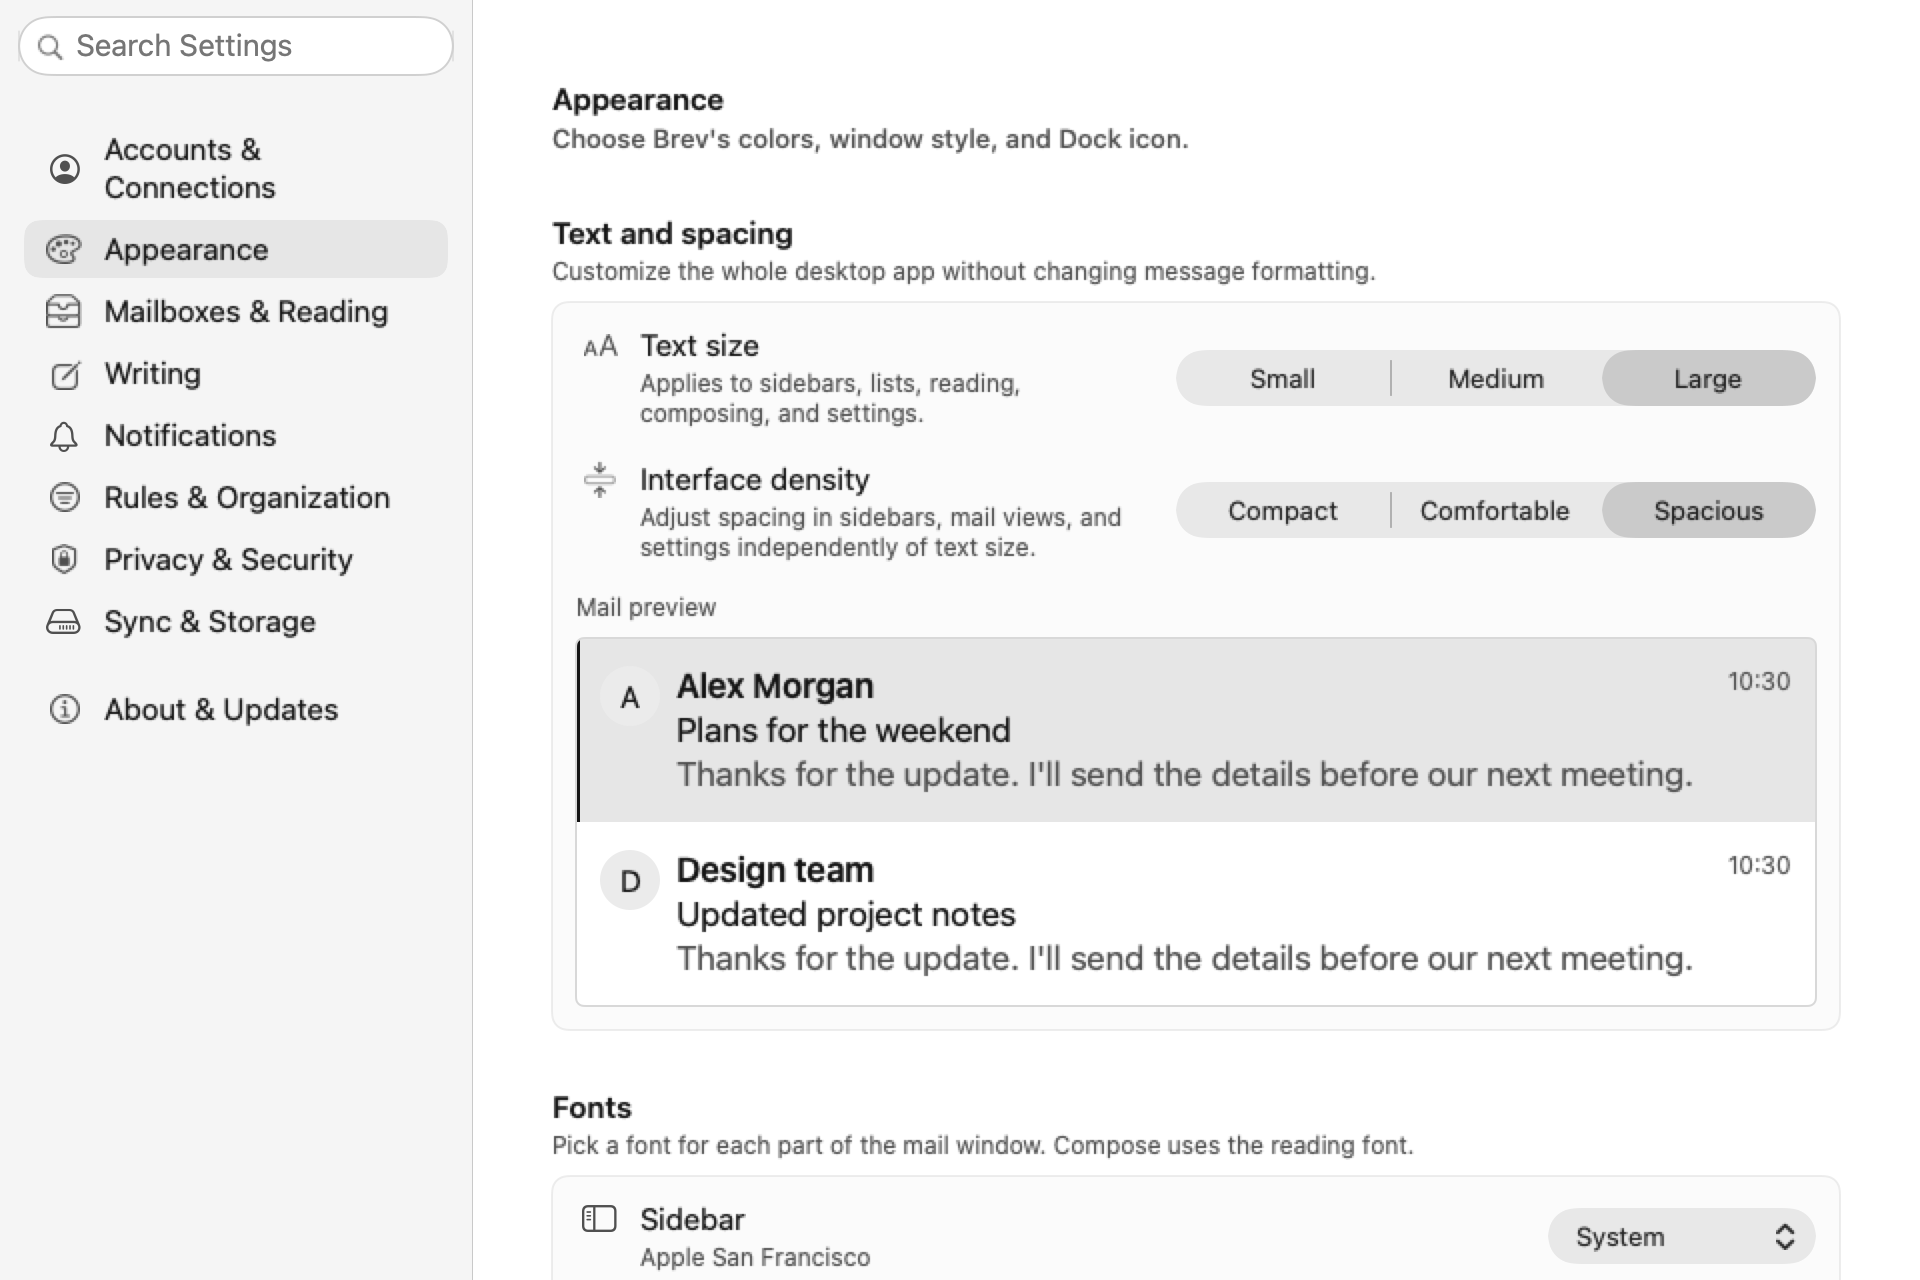 Search Settings
Accounts &
Connections
Appearance
Mailboxes & Reading
Writing
Notifications
Rules & Organization
Privacy & Security
Sync & Storage
About & Updates
Appearance
Choose Brev's colors, window style, and Dock icon.
Text and spacing
Customize the whole desktop app without changing message formatting.
AA Text size
Applies to sidebars, lists, reading,
composing, and settings.
Small Medium Large
Interface density
Adjust spacing in sidebars, mail views, and
settings independently of text size.
Compact Comfortable Spacious
Mail preview
A Alex Morgan 10:30
Plans for the weekend
Thanks for the update. I'll send the details before our next meeting.
D Design team 10:30
Updated project notes
Thanks for the update. I'll send the details before our next meeting.
Fonts
Pick a font for each part of the mail window. Compose uses the reading font.
Sidebar
Apple San Francisco
System